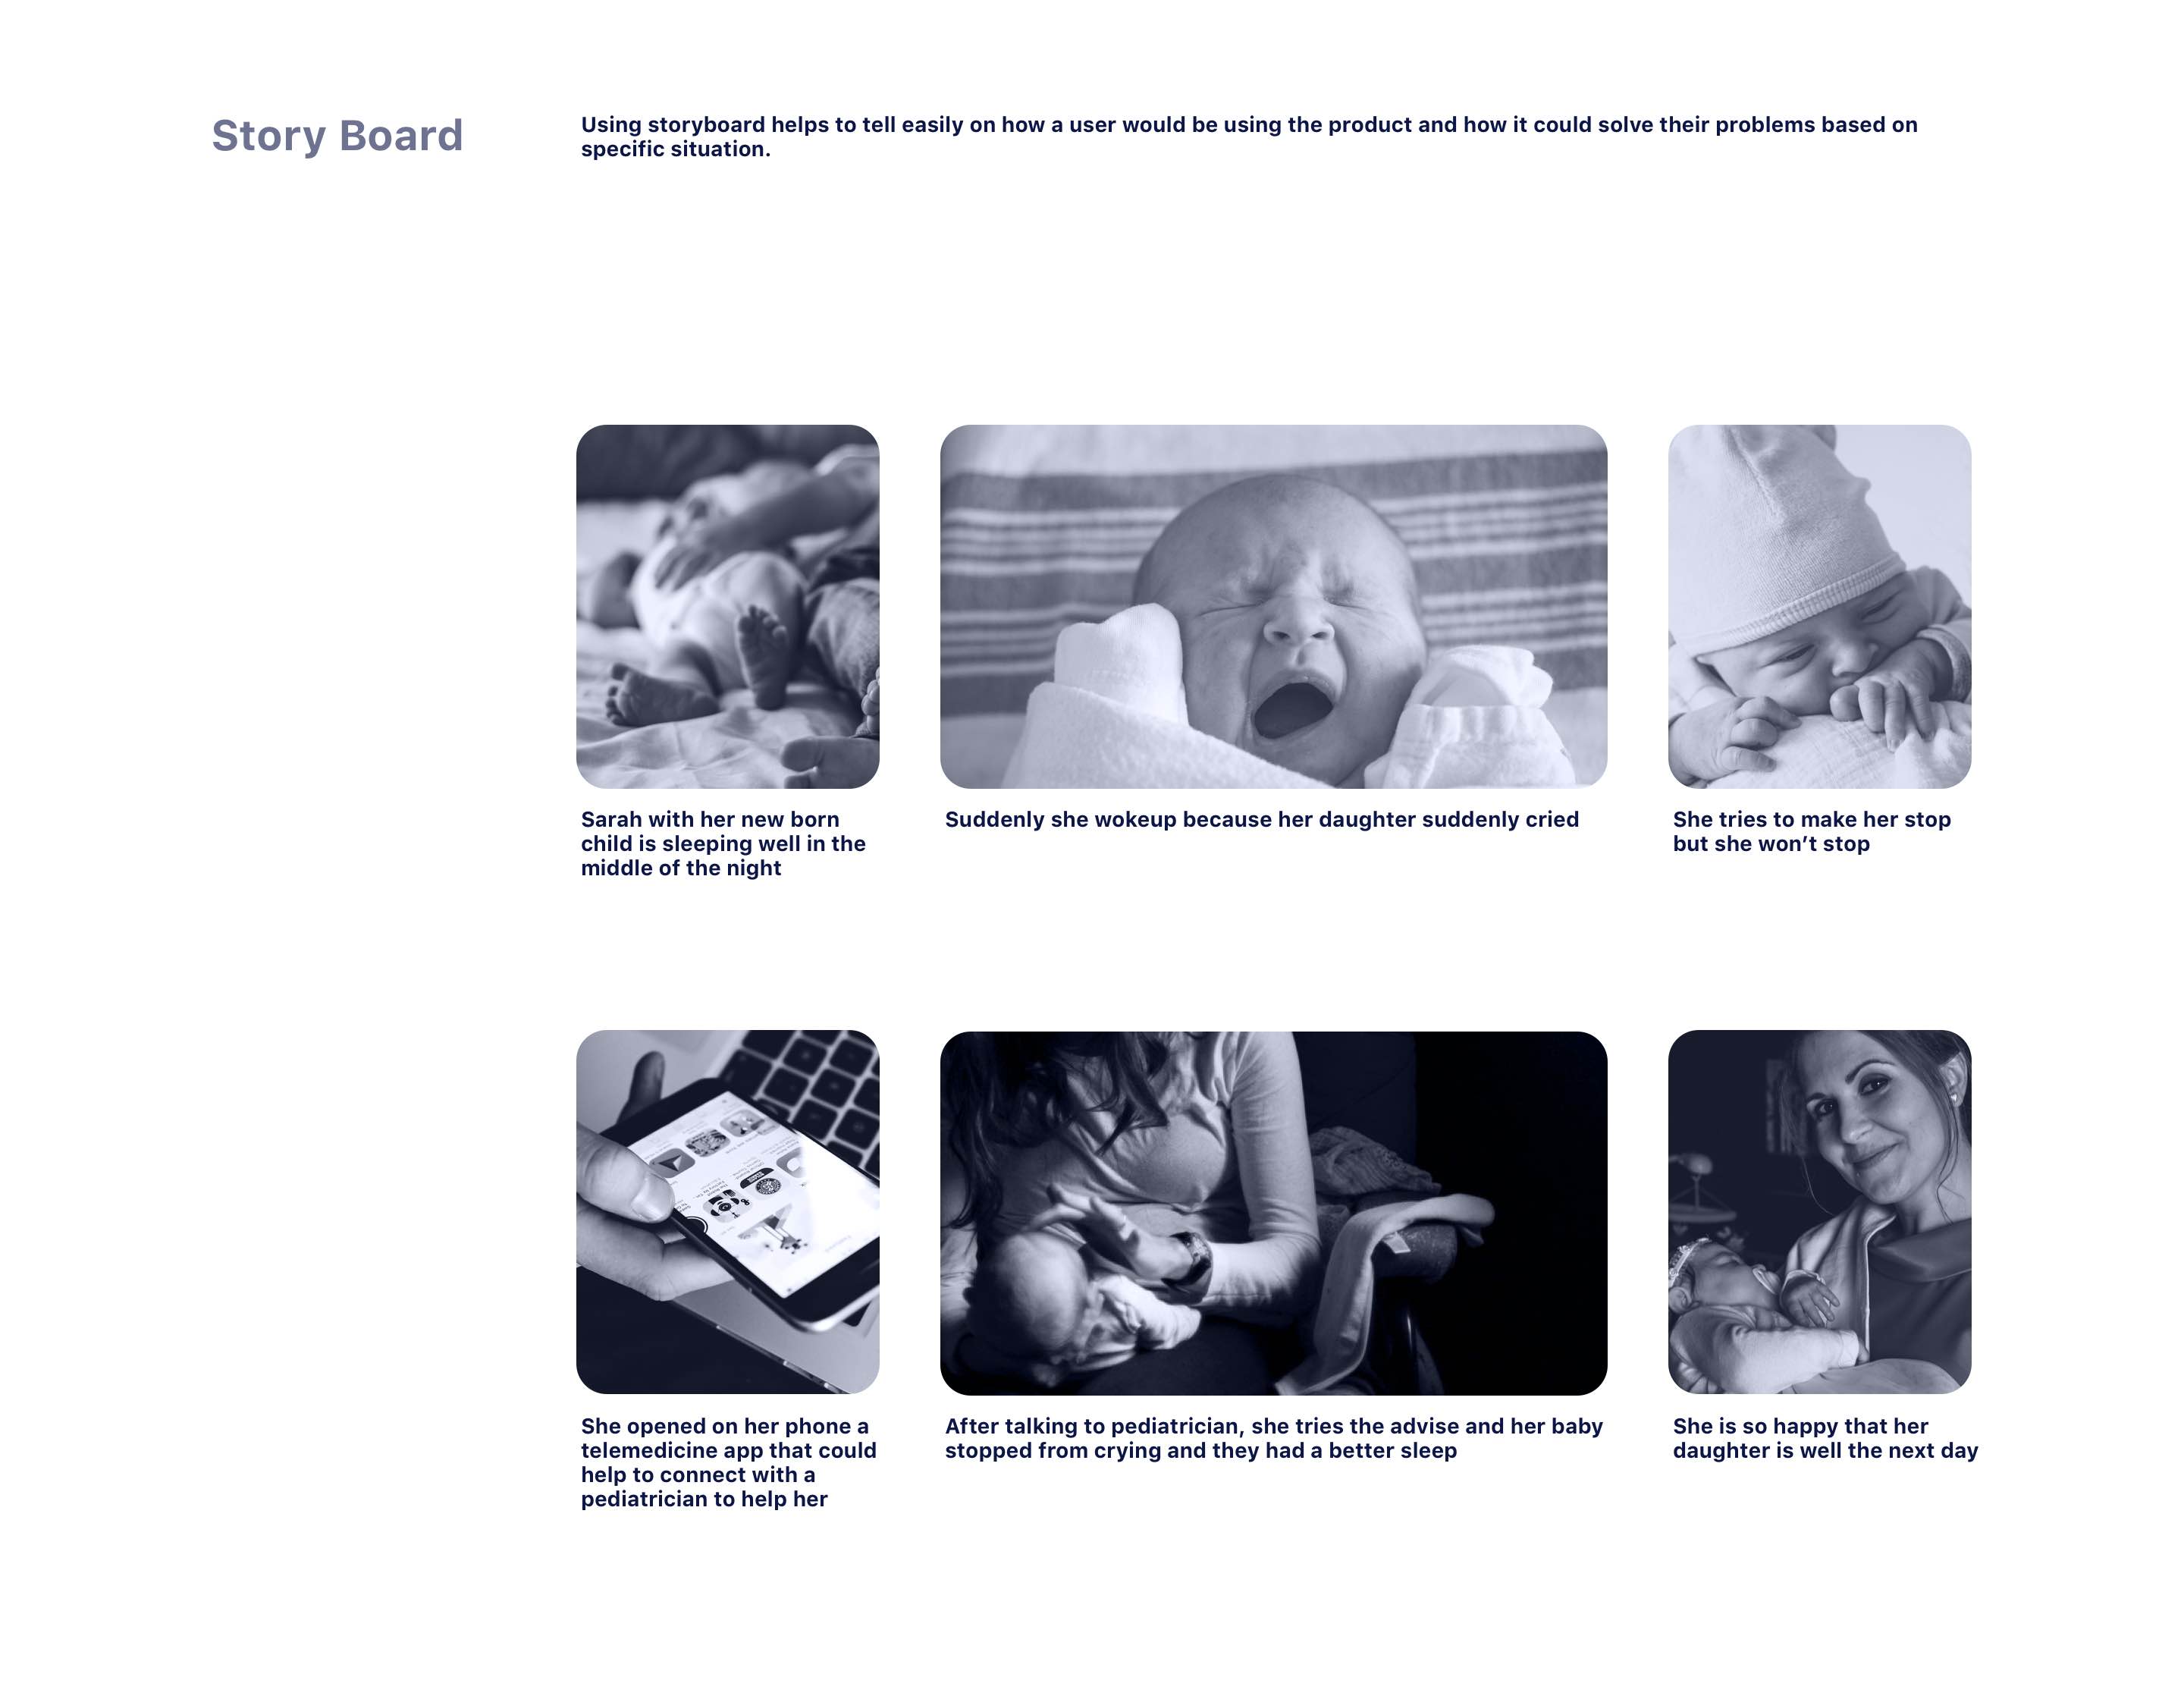 Story Board
Using storyboard helps to tell easily on how a user would be using the product and how it could solve their problems based on
specific situation.
Sarah with her new born
child is sleeping well in the
middle of the night
Suddenly she wokeup because her daughter suddenly cried
She tries to make her stop
but she won’t stop
She opened on her phone a
telemedicine app that could
help to connect with a
pediatrician to help her
After talking to pediatrician, she tries the advise and her baby
stopped from crying and they had a better sleep
She is so happy that her
daughter is well the next day